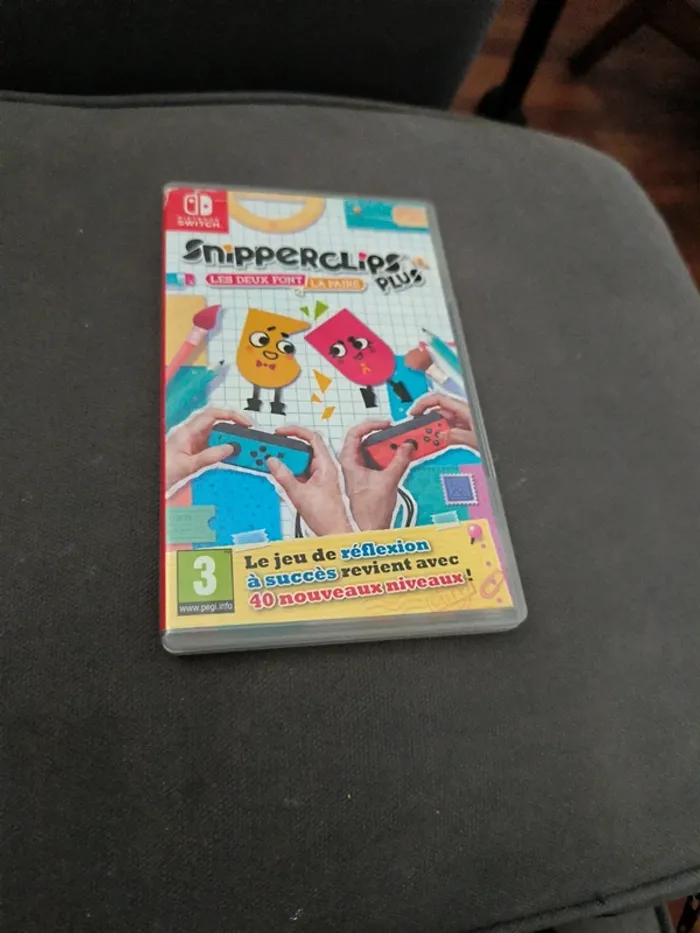 NINTENDO
SWITCH
SNIPPERCLIPS
PLUS
LES DEUX FONT LA PAIRE
3
www.pegi.info
Le jeu de réflexion
à succès revient avec
40 nouveaux niveaux !